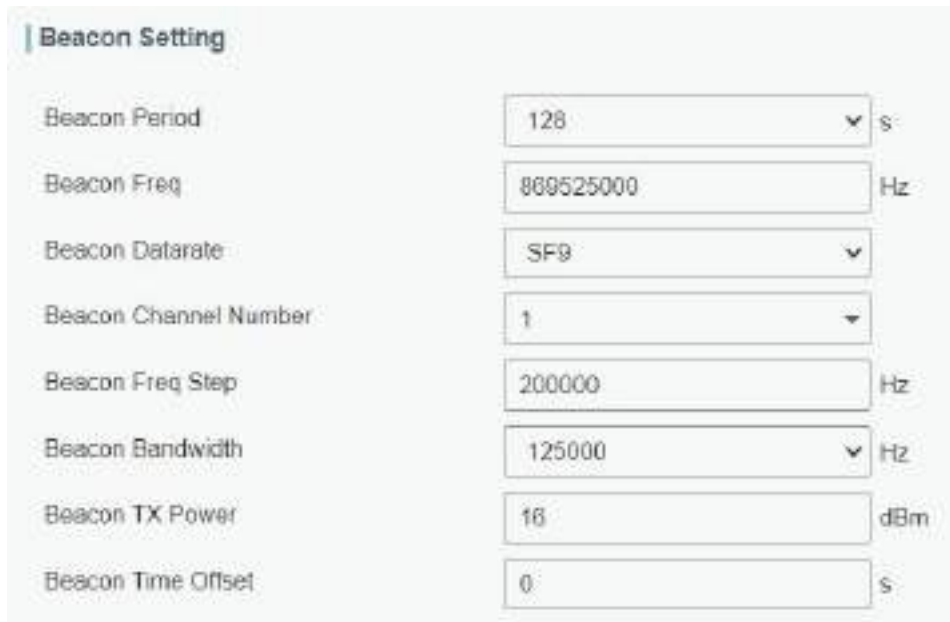 Beacon Setting
Beacon Period 128 s
Beacon Freq 869525000 Hz
Beacon Datarate SF9
Beacon Channel Number 1
Beacon Freq Step 200000 Hz
Beacon Bandwidth 125000 Hz
Beacon TX Power 16 dBm
Beacon Time Offset 0 s